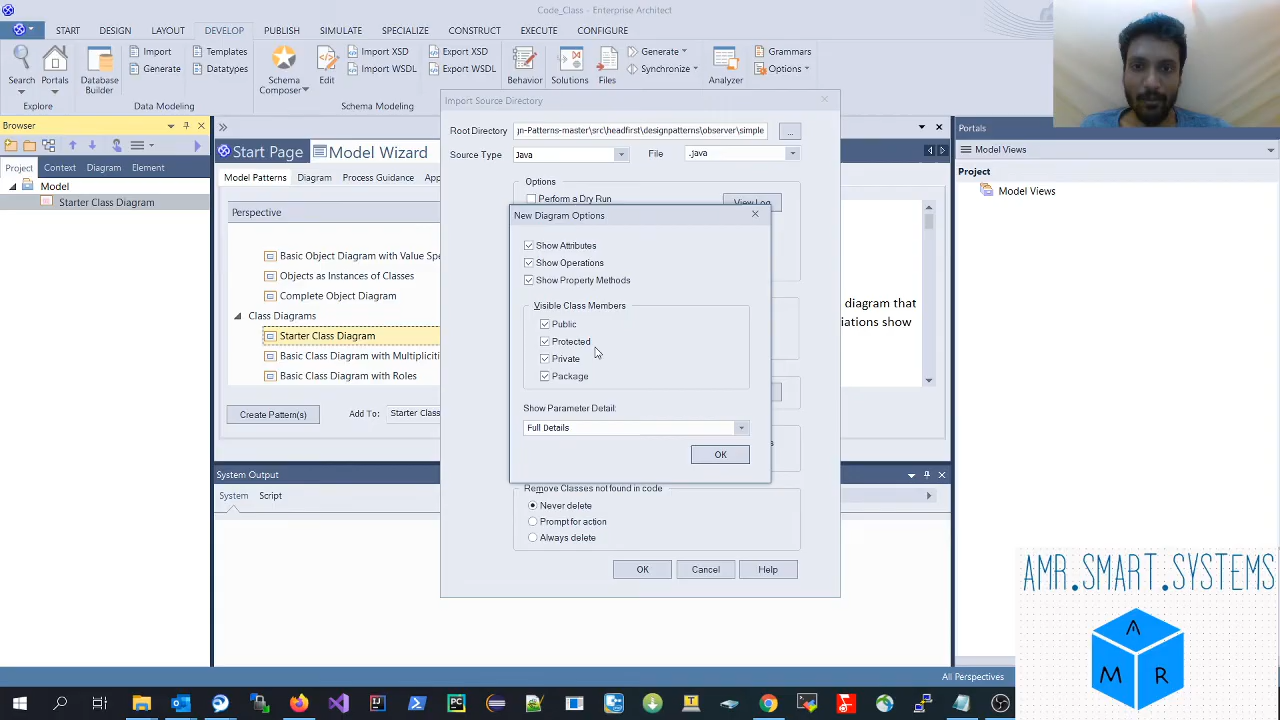 Code_Class - Enterprise Architect
START DESIGN LAYOUT DEVELOP PUBLISH SPECIALIZE CONSTRUCT EXECUTE
Search
Portals
Explore
Database
Builder
Import
Generate
Templates
Datatypes
Data Modeling
Schema
Composer
Edit
Import XSD
Import WSDL
Export XSD
Export WSDL
Schema Modeling
Behavior
Solutions
Files
Generate
Synchronize
Analyzer
Grammars
Options
Browser
Project Context Diagram Element
Model
Starter Class Diagram
Start Page Model Wizard
Model Patterns Diagram Process Guidance
Perspective
Basic Object Diagram with Value Spe
Objects as Instances of Classes
Complete Object Diagram
Class Diagrams
Starter Class Diagram
Basic Class Diagram with Multipliciti
Basic Class Diagram with Roles
Create Pattern(s) Add To: Starter Clas
diagram that
iations show
System Output
System Script
Import Source Directory
Root Directory jn-Patterns-master\src\headfirst\designpatterns\observer\simple ...
Source Type Java File .java
Options
Perform a Dry Run
View Log
New Diagram Options
Show Attributes
Show Operations
Show Property Methods
Visible Class Members
Public
Protected
Private
Package
Show Parameter Detail:
Full Details
OK
Remove Classes not found in code
Never delete
Prompt for action
Always delete
OK Cancel Help
Portals
Model Views
Project
Model Views
All Perspectives
AMR.SMART.SYSTEMS
A
M R